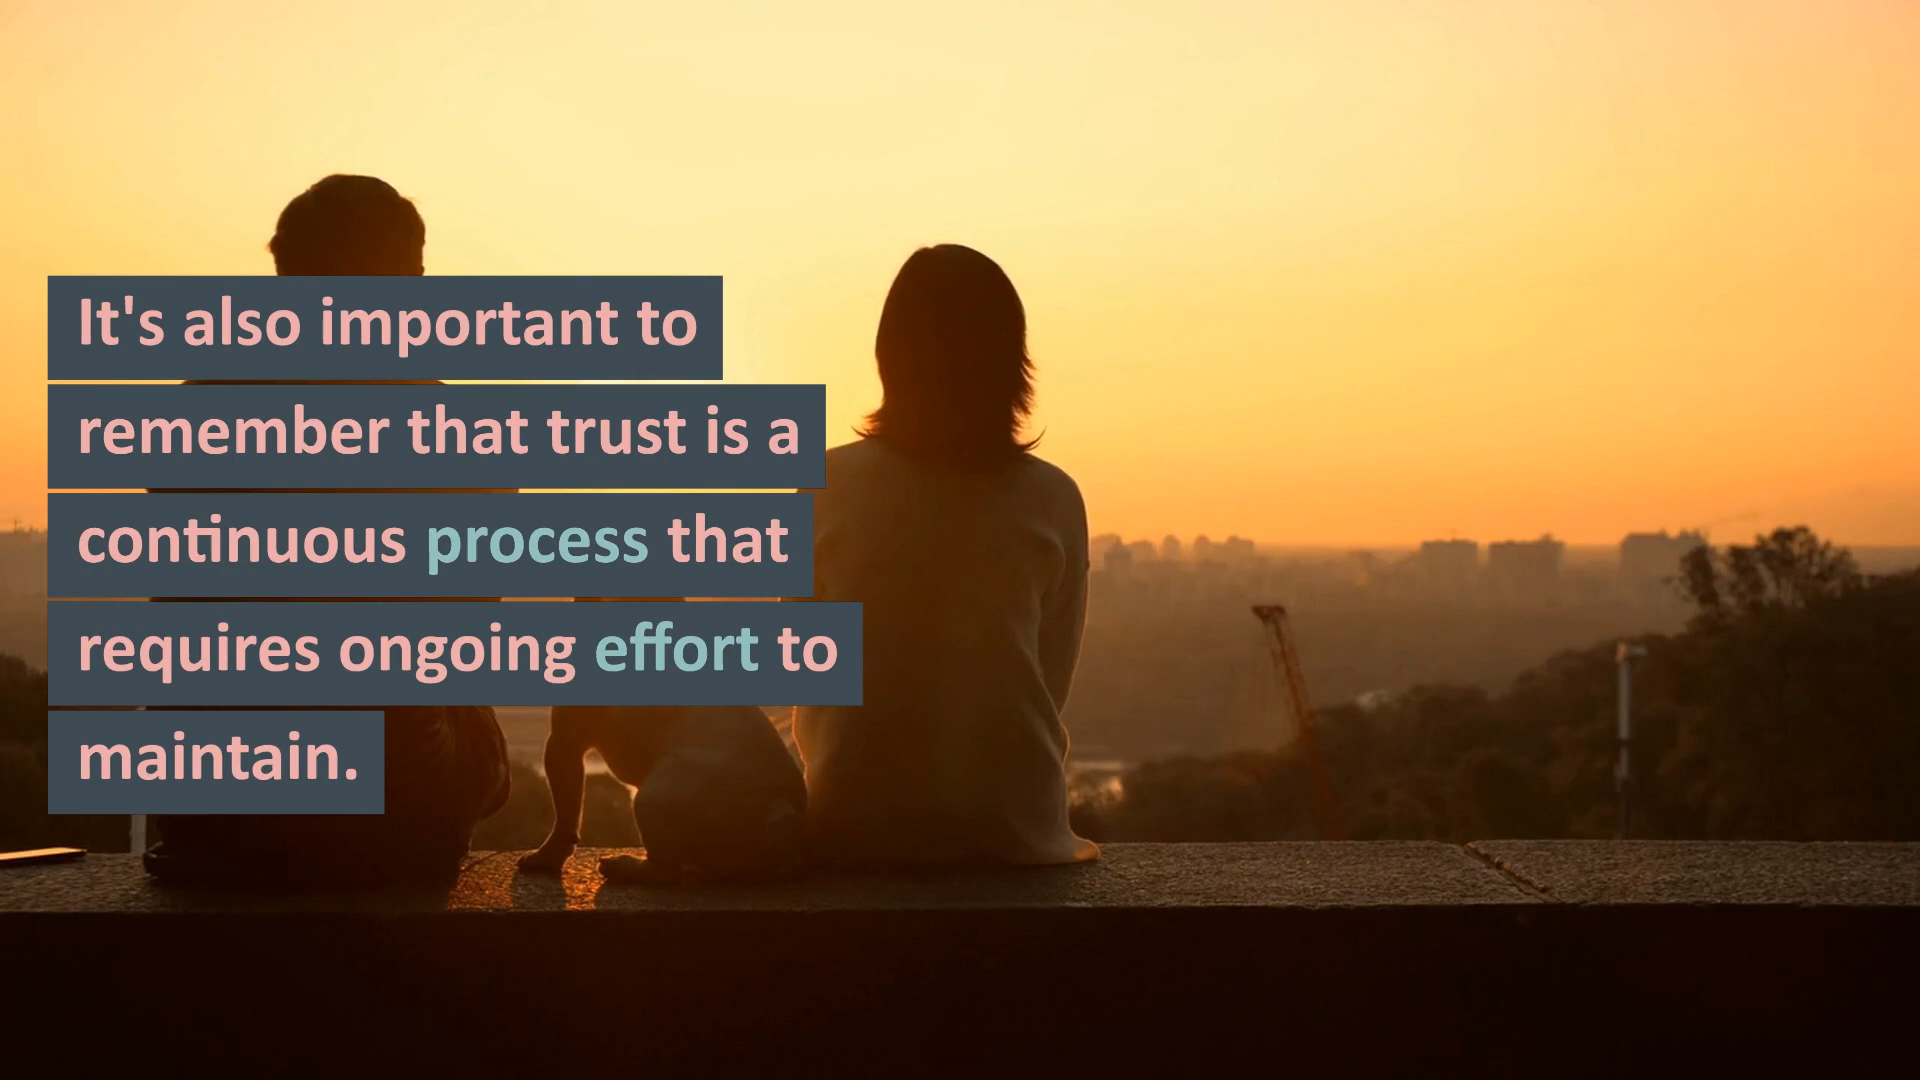 It's also important to
remember that trust is a
continuous process that
requires ongoing effort to
maintain.